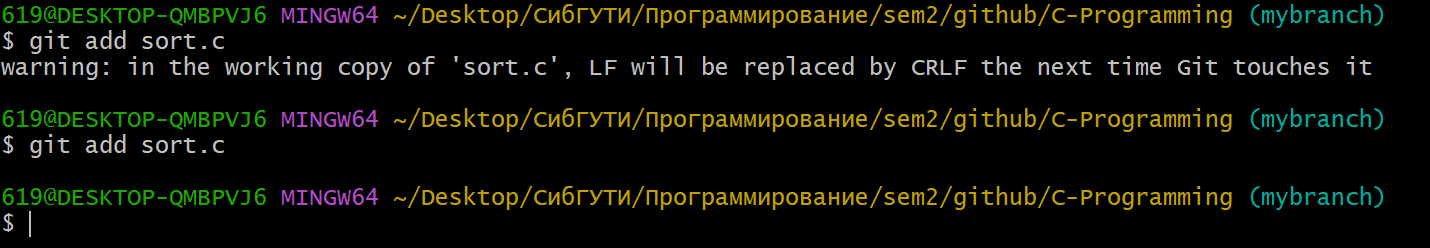 619@DESKTOP-QMBPVJ6 MINGW64 ~/Desktop/СибГУТИ/Программирование/sem2/github/C-Programming (mybranch)
$ git add sort.c
warning: in the working copy of 'sort.c', LF will be replaced by CRLF the next time Git touches it
619@DESKTOP-QMBPVJ6 MINGW64 ~/Desktop/СибГУТИ/Программирование/sem2/github/C-Programming (mybranch)
$ git add sort.c
619@DESKTOP-QMBPVJ6 MINGW64 ~/Desktop/СибГУТИ/Программирование/sem2/github/C-Programming (mybranch)
$